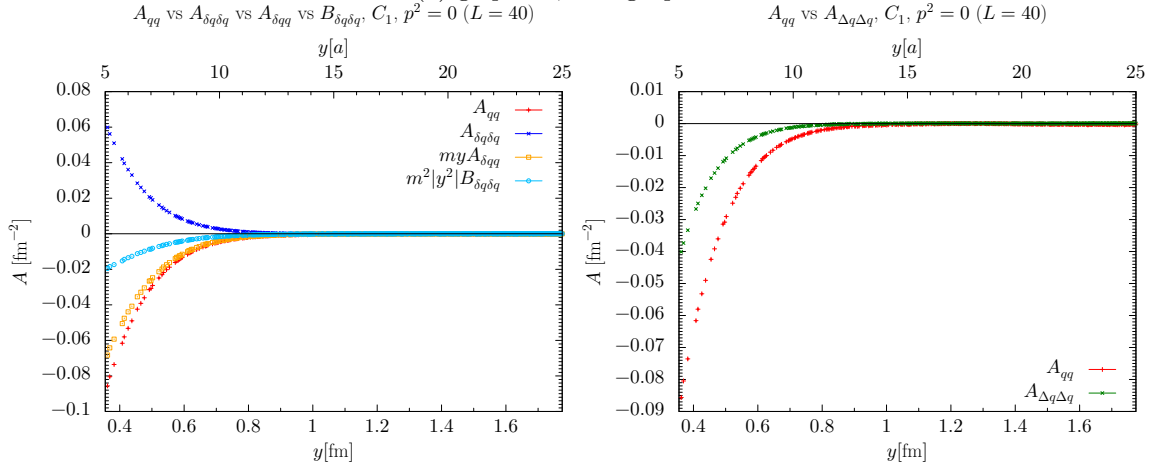 A_{qq} vs A_{δqδq} vs A_{δqq} vs B_{δqδq}, C_1, p^2 = 0 (L = 40)
y[a]
5 10 15 20 25
0.08
0.06
0.04
0.02
0
−0.02
−0.04
−0.06
−0.08
−0.1
A [fm^{−2}]
A_{qq}
A_{δqδq}
myA_{δqq}
m^2|y^2|B_{δqδq}
0.4 0.6 0.8 1 1.2 1.4 1.6
y[fm]
A_{qq} vs A_{ΔqΔq}, C_1, p^2 = 0 (L = 40)
y[a]
5 10 15 20 25
0.01
0
−0.01
−0.02
−0.03
−0.04
−0.05
−0.06
−0.07
−0.08
−0.09
A [fm^{−2}]
A_{qq}
A_{ΔqΔq}
0.4 0.6 0.8 1 1.2 1.4 1.6
y[fm]